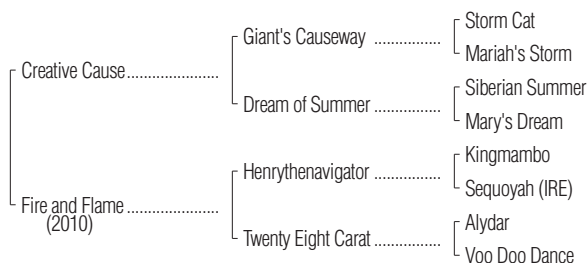 Storm Cat
Giant's Causeway
Mariah's Storm
Creative Cause
Siberian Summer
Dream of Summer
Mary's Dream
Kingmambo
Henrythenavigator
Sequoyah (IRE)
Fire and Flame
(2010)
Alydar
Twenty Eight Carat
Voo Doo Dance